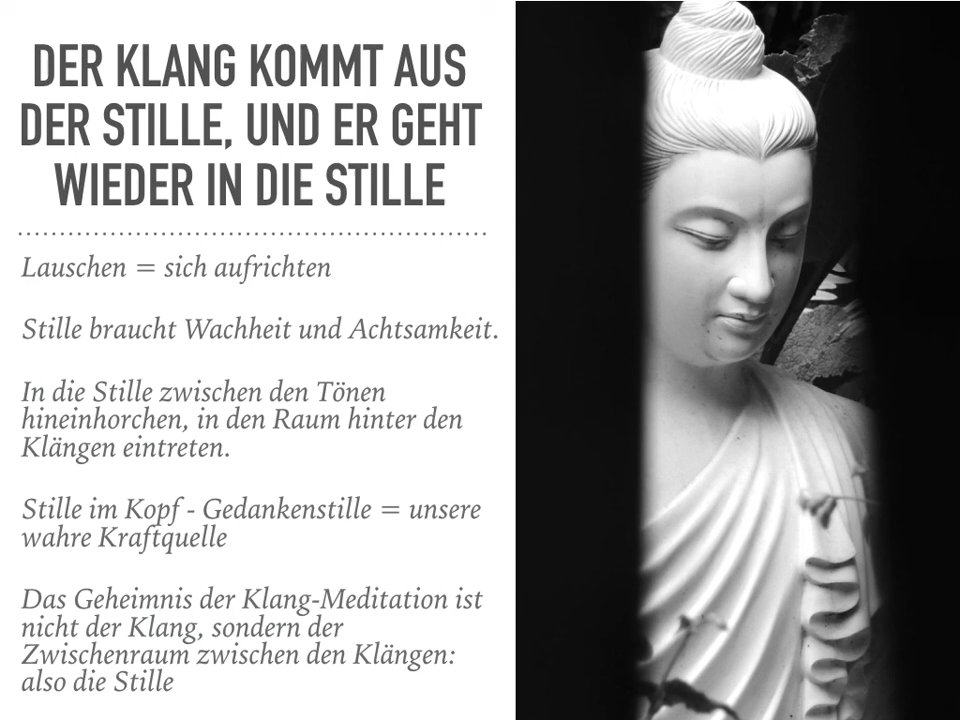 DER KLANG KOMMT AUS
DER STILLE, UND ER GEHT
WIEDER IN DIE STILLE
Lauschen = sich aufrichten
Stille braucht Wachheit und Achtsamkeit.
In die Stille zwischen den Tönen
hineinhorchen, in den Raum hinter den
Klängen eintreten.
Stille im Kopf - Gedankenstille = unsere
wahre Kraftquelle
Das Geheimnis der Klang-Meditation ist
nicht der Klang, sondern der
Zwischenraum zwischen den Klängen:
also die Stille